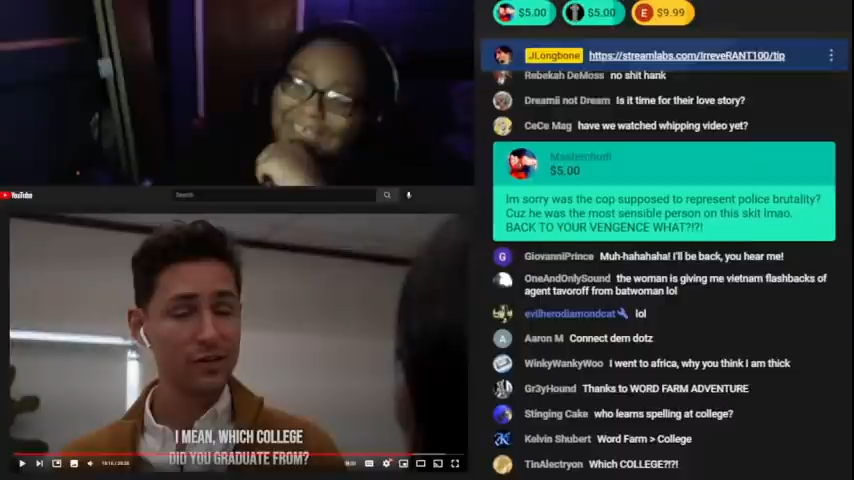 $5.00
$5.00
E $9.99
JLongbone https://streamlabs.com/IrreveRANT100/tip
Rebekah DeMoss no shit hank
Dreamii not Dream Is it time for their love story?
CeCe Mag have we watched whipping video yet?
$5.00
Im sorry was the cop supposed to represent police brutality?
Cuz he was the most sensible person on this skit lmao.
BACK TO YOUR VENGENCE WHAT?!?!
G GiovanniPrince Muh-hahahaha! I'll be back, you hear me!
OneAndOnlySound the woman is giving me vietnam flashbacks of
agent tavoroff from batwoman lol
evilherodiamondcat lol
A Aaron M Connect dem dotz
WinkyWankyWoo I went to africa, why you think I am thick
Gr3yHound Thanks to WORD FARM ADVENTURE
Stinging Cake who learns spelling at college?
Kelvin Shubert Word Farm > College
TinAlectryon Which COLLEGE?!?!
YouTube
Search
I MEAN, WHICH COLLEGE
DID YOU GRADUATE FROM?